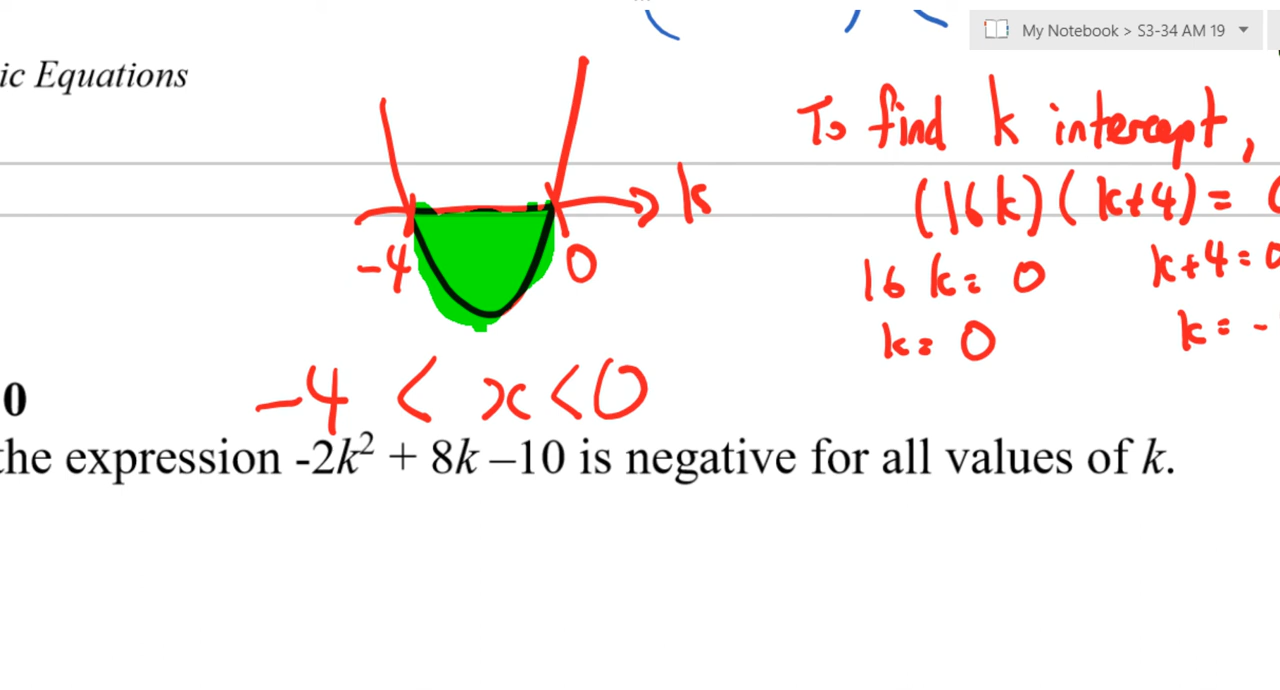 My Notebook > S3-34 AM 19
ic Equations
To find k intercept,
(16k)(k+4)=
-4
0
k
16k=0
k+4=0
k=0
k=-
-4 < x < 0
0
the expression -2k² + 8k –10 is negative for all values of k.